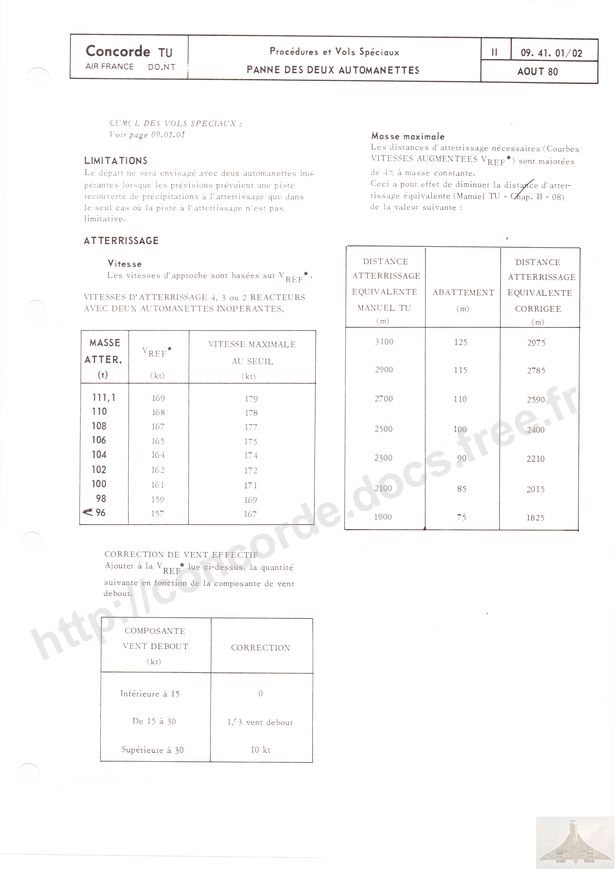 Concorde TU
AIR FRANCE DO.NT
Procédures et Vols Spéciaux
PANNE DES DEUX AUTOMANETTES
II
09. 41. 01/02
AOUT 80
CUMUL DES VOLS SPECIAUX :
Voir page 09.01.01
LIMITATIONS
Le départ ne sera envisagé avec deux automanettes ino-
pérantes lorsque les prévisions prévoient une piste
recouverte de précipitations à l'atterrissage que dans
le seul cas où la piste à l'atterrissage n'est pas
limitative.
ATTERRISSAGE
Vitesse
Les vitesses d'approche sont basées sur VREF*.
VITESSES D'ATTERRISSAGE 4, 3 ou 2 REACTEURS
AVEC DEUX AUTOMANETTES INOPERANTES.
MASSE ATTER. (t) VREF* (kt) VITESSE MAXIMALE AU SEUIL (kt)
111,1 169 179
110 168 178
108 167 177
106 165 175
104 164 174
102 162 172
100 161 171
98 159 169
≤ 96 157 167
CORRECTION DE VENT EFFECTIF
Ajouter à la VREF* lue ci-dessus, la quantité
suivante en fonction de la composante de vent
debout.
COMPOSANTE
VENT DEBOUT CORRECTION
(kt)
Inférieure à 15 0
De 15 à 30 1/3 vent debout
Supérieure à 30 10 kt
Masse maximale
Les distances d'atterrissage nécessaires (Courbes
VITESSES AUGMENTEES VREF*) sont majorées
de 4% à masse constante.
Ceci a pour effet de diminuer la distance d'atter-
rissage équivalente (Manuel TU - Chap. II - 08)
de la valeur suivante :
DISTANCE ATTERRISSAGE EQUIVALENTE MANUEL TU (m) ABATTEMENT (m) DISTANCE ATTERRISSAGE EQUIVALENTE CORRIGEE (m)
3100 125 2975
2900 115 2785
2700 110 2590
2500 100 2400
2300 90 2210
2100 85 2015
1900 75 1825
http://concorde.docs.free.fr